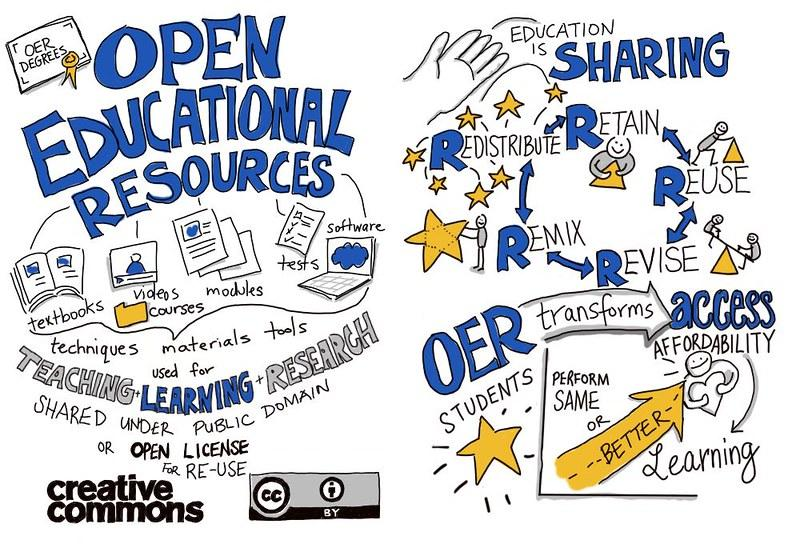 OER
DEGREES
OPEN
EDUCATIONAL
RESOURCES
textbooks
videos
courses
modules
tests
software
techniques materials tools
used for
TEACHING + LEARNING + RESEARCH
SHARED UNDER PUBLIC DOMAIN
OR OPEN LICENSE
FOR RE-USE
creative
commons
cc
BY
EDUCATION
IS SHARING
REDISTRIBUTE
RETAIN
REUSE
REVISE
REMIX
OER transforms access
AFFORDABILITY
STUDENTS
PERFORM
SAME
OR
--BETTER--
Learning